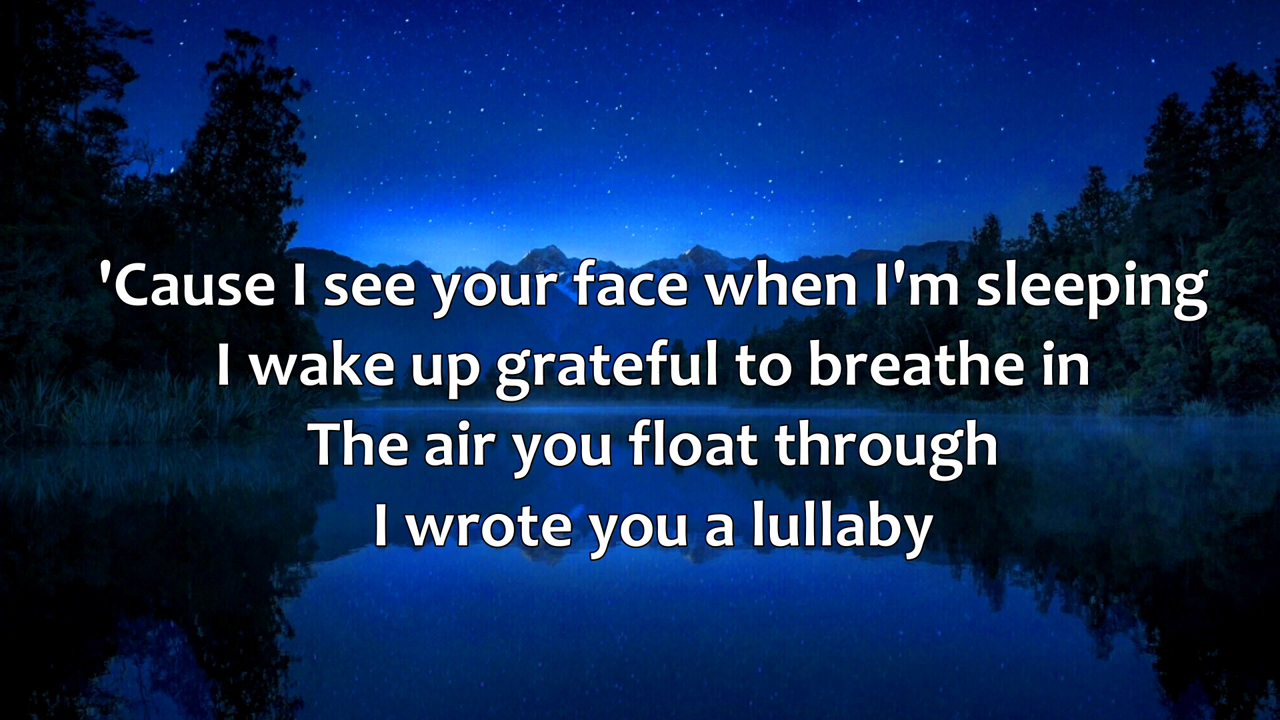 'Cause I see your face when I'm sleeping
I wake up grateful to breathe in
The air you float through
I wrote you a lullaby